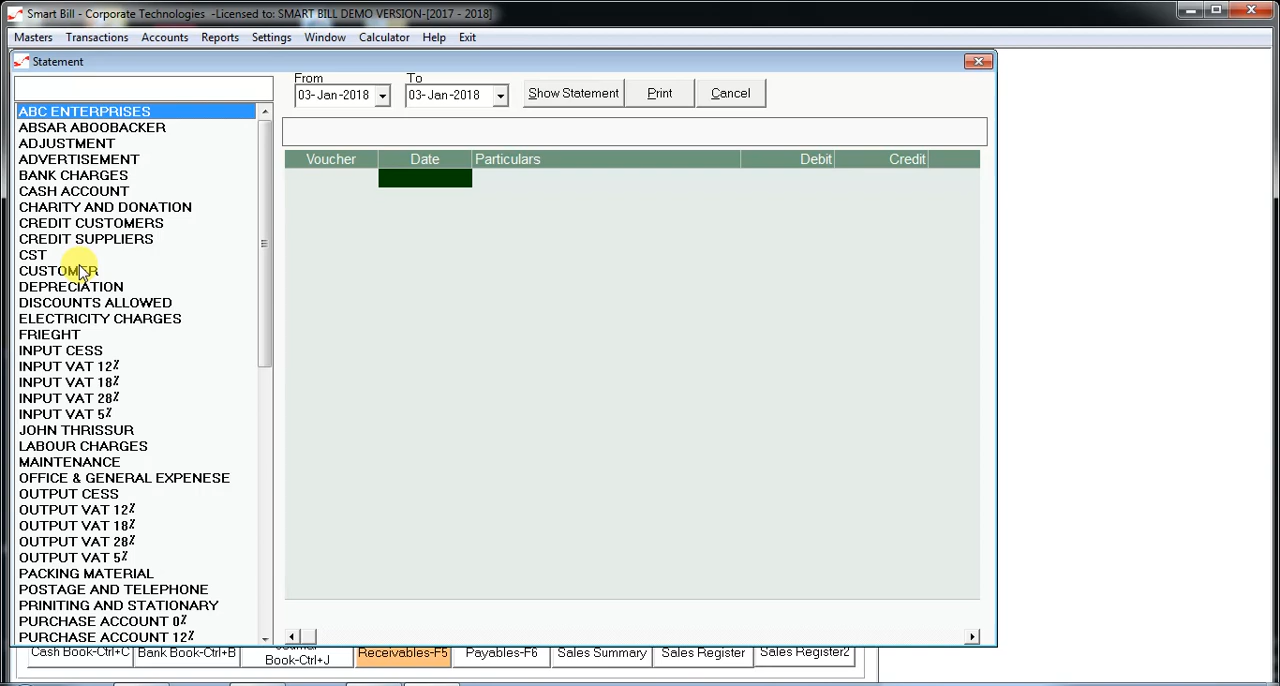 Smart Bill - Corporate Technologies -Licensed to: SMART BILL DEMO VERSION-[2017 - 2018]
Masters Transactions Accounts Reports Settings Window Calculator Help Exit
Statement
From To
03-Jan-2018 03-Jan-2018 Show Statement Print Cancel
Voucher Date Particulars Debit Credit
ABC ENTERPRISES
ABSAR ABOOBACKER
ADJUSTMENT
ADVERTISEMENT
BANK CHARGES
CASH ACCOUNT
CHARITY AND DONATION
CREDIT CUSTOMERS
CREDIT SUPPLIERS
CST
CUSTOMER
DEPRECIATION
DISCOUNTS ALLOWED
ELECTRICITY CHARGES
FRIEGHT
INPUT CESS
INPUT VAT 12%
INPUT VAT 18%
INPUT VAT 28%
INPUT VAT 5%
JOHN THRISSUR
LABOUR CHARGES
MAINTENANCE
OFFICE & GENERAL EXPENESE
OUTPUT CESS
OUTPUT VAT 12%
OUTPUT VAT 18%
OUTPUT VAT 28%
OUTPUT VAT 5%
PACKING MATERIAL
POSTAGE AND TELEPHONE
PRINITING AND STATIONARY
PURCHASE ACCOUNT 0%
PURCHASE ACCOUNT 12%
Cash Book-Ctrl+C Bank Book-Ctrl+B Journal Book-Ctrl+J Receivables-F5 Payables-F6 Sales Summary Sales Register Sales Register2